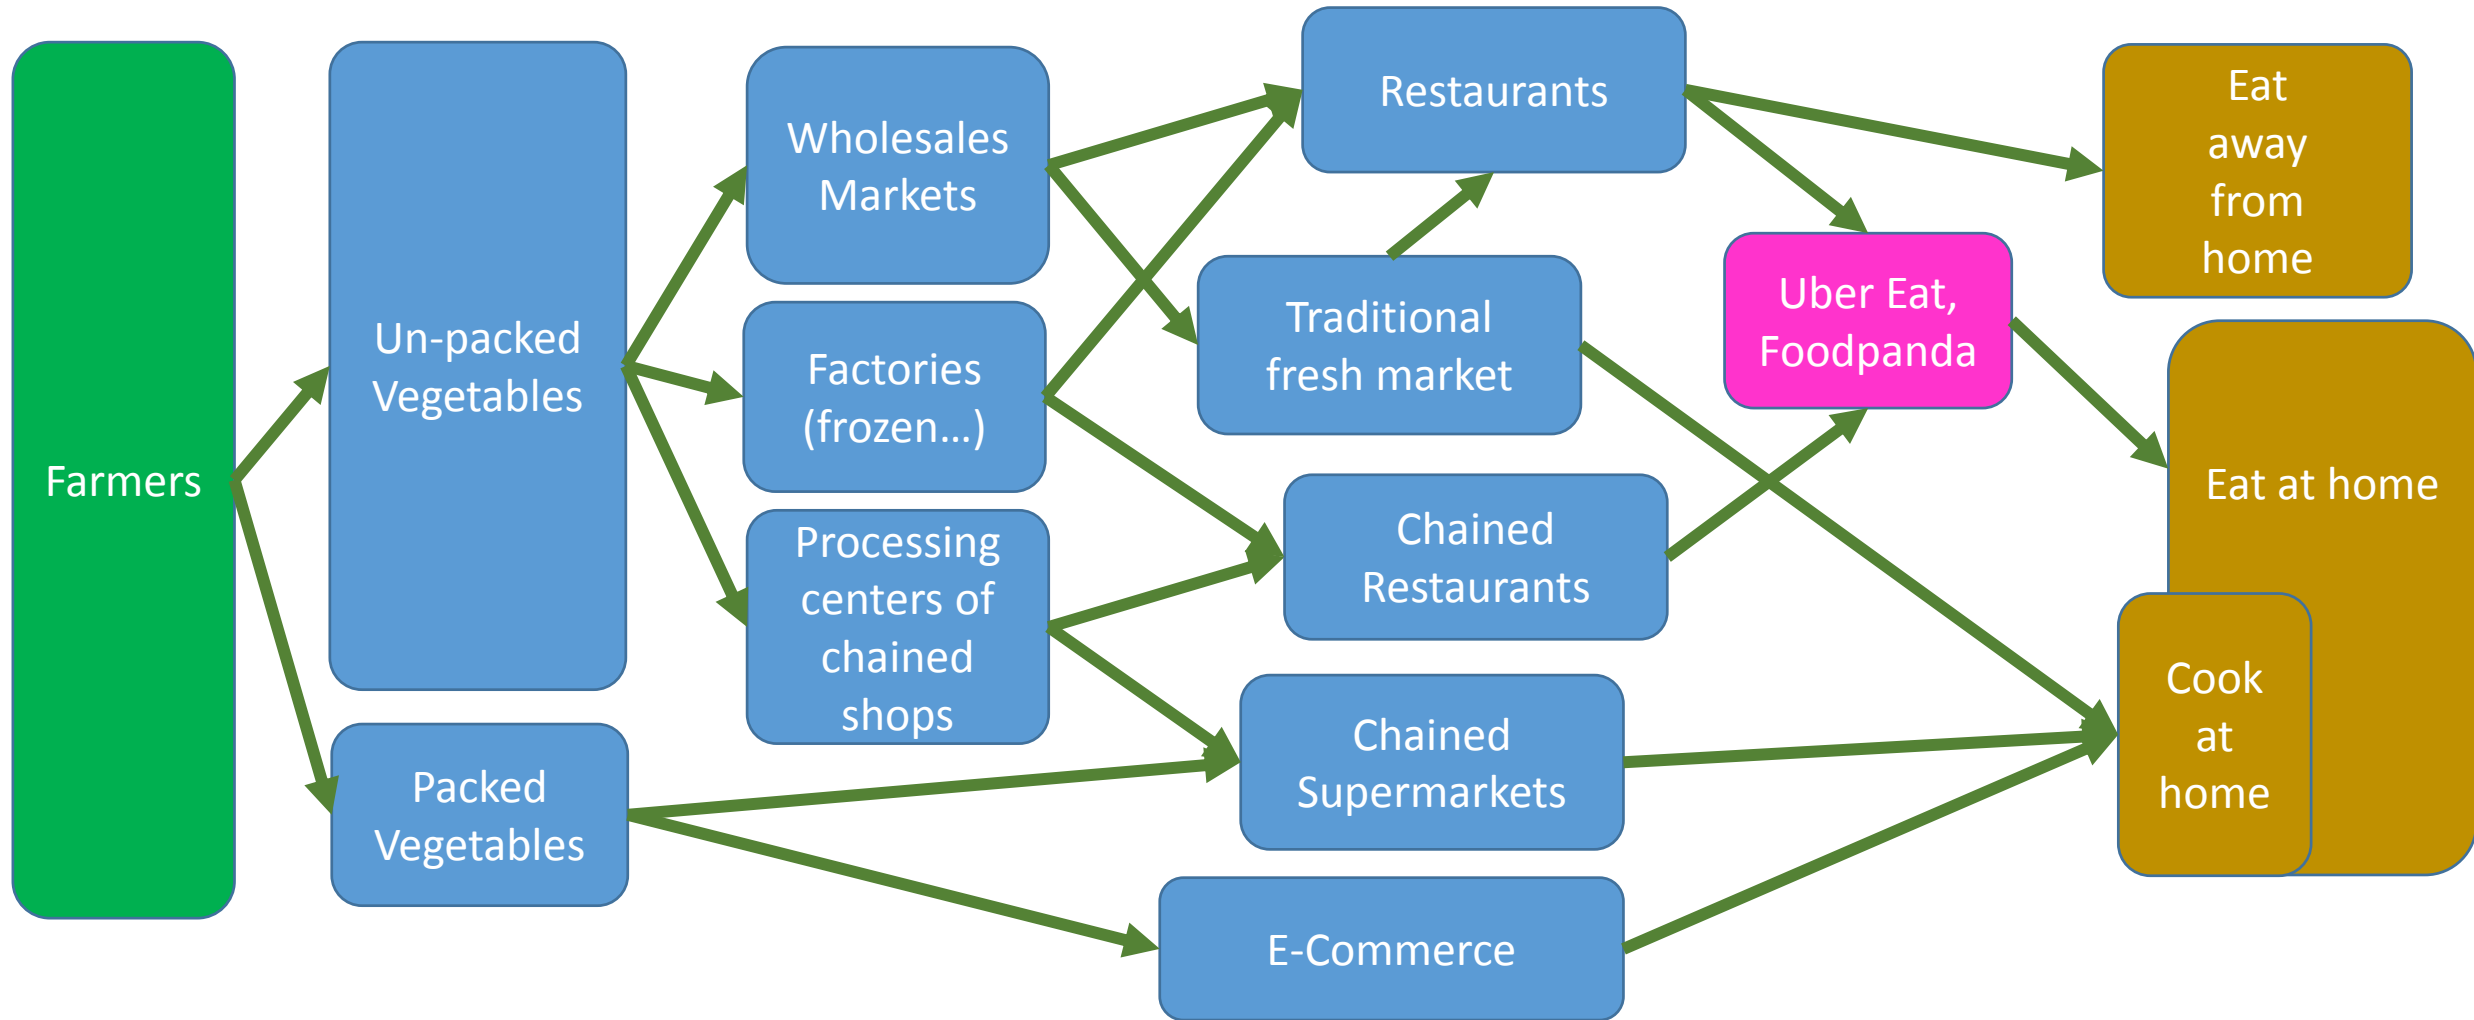 Farmers
Un-packed
Vegetables
Packed
Vegetables
Wholesales
Markets
Factories
(frozen...)
Processing
centers of
chained
shops
Restaurants
Traditional
fresh market
Chained
Restaurants
Chained
Supermarkets
E-Commerce
Uber Eat,
Foodpanda
Eat
away
from
home
Eat at home
Cook
at
home